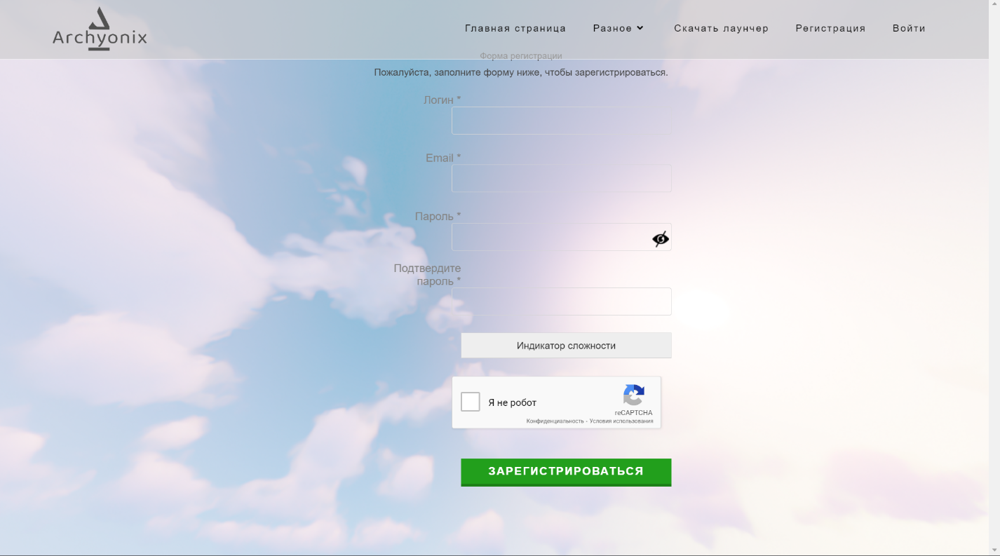 Archyonix
Главная страница
Разное
Скачать лаунчер
Регистрация
Войти
Форма регистрации
Пожалуйста, заполните форму ниже, чтобы зарегистрироваться.
Логин *
Email *
Пароль *
Подтвердите
пароль *
Индикатор сложности
Я не робот
reCAPTCHA
Конфиденциальность - Условия использования
ЗАРЕГИСТРИРОВАТЬСЯ